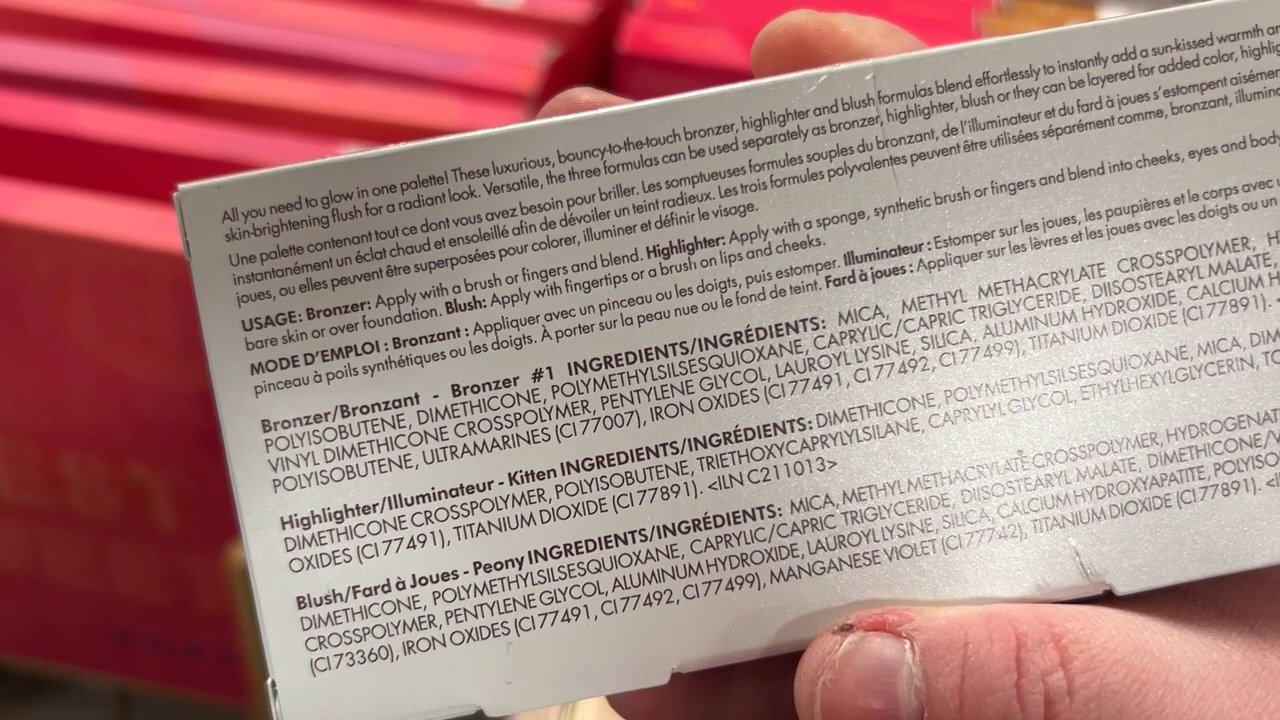 All you need to glow in one palette! These luxurious, bouncy-to-the-touch bronzer, highlighter and blush formulas blend effortlessly to instantly add a sun-kissed warmth
skin-brightening flush for a radiant look. Versatile, the three formulas can be used separately as bronzer, highlighter, blush or they can be layered for added color,
Une palette contenant tout ce dont vous avez besoin pour briller. Les somptueuses formules souples du bronzant, de l'illuminateur et du fard à joues s'estompent
instantanément un éclat chaud et ensoleillé afin de dévoiler un teint radieux. Les trois formules polyvalentes peuvent être utilisées séparément comme, bronzant,
joues, ou elles peuvent être superposées pour colorer, illuminer et définir le visage.
USAGE: Bronzer: Apply with a brush or fingers and blend. Highlighter: Apply with a sponge, synthetic brush or fingers and blend into cheeks, eyes and
bare skin or over foundation. Blush: Apply with fingertips or a brush on lips and cheeks.
MODE D'EMPLOI : Bronzant : Appliquer avec un pinceau ou les doigts, puis estomper. Illuminateur : Estomper sur les joues, les paupières et le corps avec
pinceau à poils synthétiques ou les doigts. À porter sur la peau nue ou le fond de teint. Fard à joues : Appliquer sur les lèvres et les joues avec les doigts ou un
Bronzer/Bronzant - Bronzer #1 INGREDIENTS/INGRÉDIENTS: MICA, METHYL METHACRYLATE CROSSPOLYMER,
POLYISOBUTENE, DIMETHICONE, POLYMETHYLSILSESQUIOXANE, CAPRYLIC/CAPRIC TRIGLYCERIDE, DIISOSTEARYL MALATE,
VINYL DIMETHICONE CROSSPOLYMER, PENTYLENE GLYCOL, LAUROYL LYSINE, SILICA, ALUMINUM HYDROXIDE, CALCIUM
POLYISOBUTENE, ULTRAMARINES (CI 77007), IRON OXIDES (CI 77491, CI 77492, CI 77499), TITANIUM DIOXIDE (CI 77891).
Highlighter/Illuminateur - Kitten INGREDIENTS/INGRÉDIENTS: DIMETHICONE, POLYMETHYLSILSESQUIOXANE, MICA,
DIMETHICONE CROSSPOLYMER, POLYISOBUTENE, TRIETHOXYCAPRYLYLSILANE, CAPRYLYL GLYCOL, ETHYLHEXYLGLYCERIN,
OXIDES (CI 77491), TITANIUM DIOXIDE (CI 77891). <ILN C211013>
Blush/Fard à Joues - Peony INGREDIENTS/INGRÉDIENTS: MICA, METHYL METHACRYLATE CROSSPOLYMER,
DIMETHICONE, POLYMETHYLSILSESQUIOXANE, CAPRYLIC/CAPRIC TRIGLYCERIDE, DIISOSTEARYL MALATE,
CROSSPOLYMER, PENTYLENE GLYCOL, ALUMINUM HYDROXIDE, LAUROYL LYSINE, SILICA, CALCIUM HYDROXYAPATITE,
(CI 73360), IRON OXIDES (CI 77491, CI 77492, CI 77499), MANGANESE VIOLET (CI 77742), TITANIUM DIOXIDE (CI 77891).